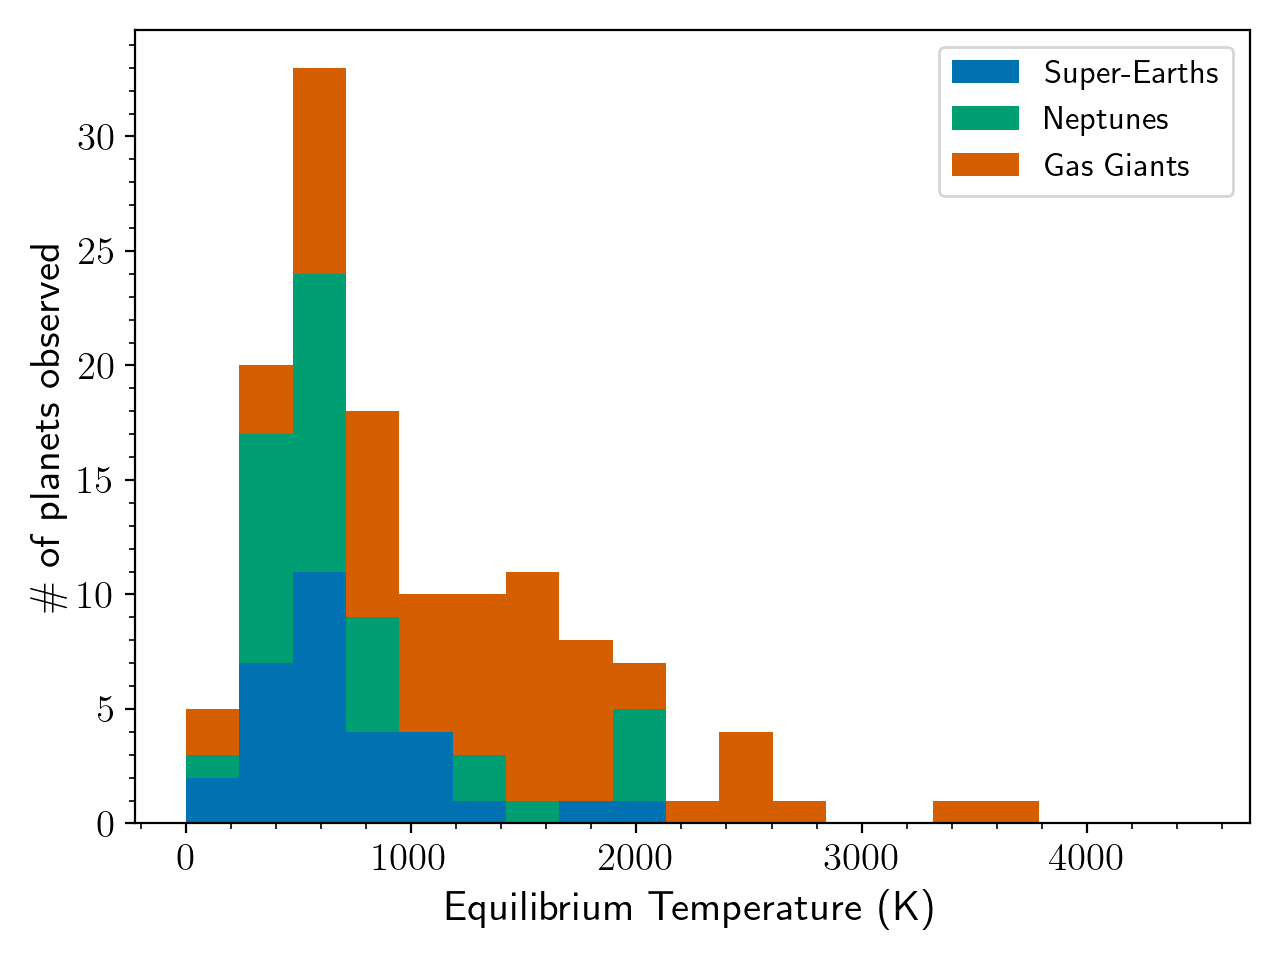 Super-Earths
Neptunes
Gas Giants
30
25
20
15
10
5
0
# of planets observed
0 1000 2000 3000 4000
Equilibrium Temperature (K)